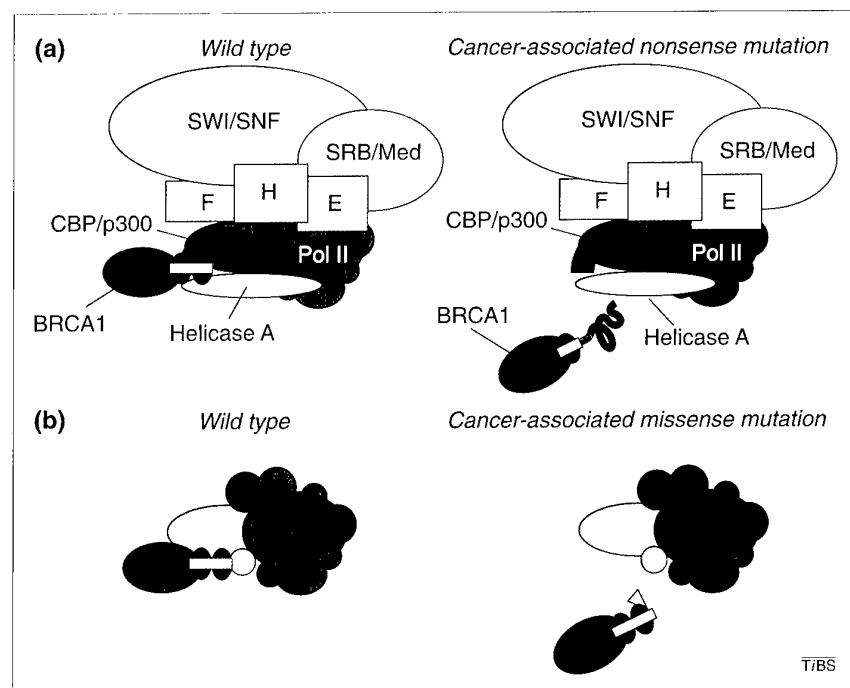 (a) Wild type Cancer-associated nonsense mutation
SWI/SNF SWI/SNF
SRB/Med SRB/Med
H H
F E F E
CBP/p300 CBP/p300
Pol II Pol II
BRCA1 Helicase A BRCA1 Helicase A
(b) Wild type Cancer-associated missense mutation
TiBS